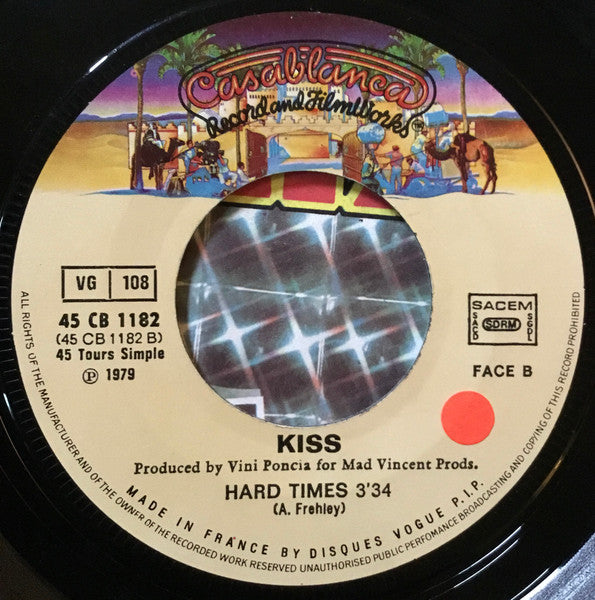 Casablanca
Record and FilmWorks®
VG 108
45 CB 1182
(45 CB 1182 B)
45 Tours Simple
Ⓟ 1979
SACEM
SACD SDRM SGDL
FACE B
KISS
Produced by Vini Poncia for Mad Vincent Prods.
HARD TIMES 3'34
(A. Frehley)
MADE IN FRANCE BY DISQUES VOGUE P.I.P.
ALL RIGHTS OF THE MANUFACTURER AND OF THE OWNER OF THE RECORDED WORK RESERVED UNAUTHORISED PUBLIC PERFOMANCE BROADCASTING AND COPYING OF THIS RECORD PROHIBITED